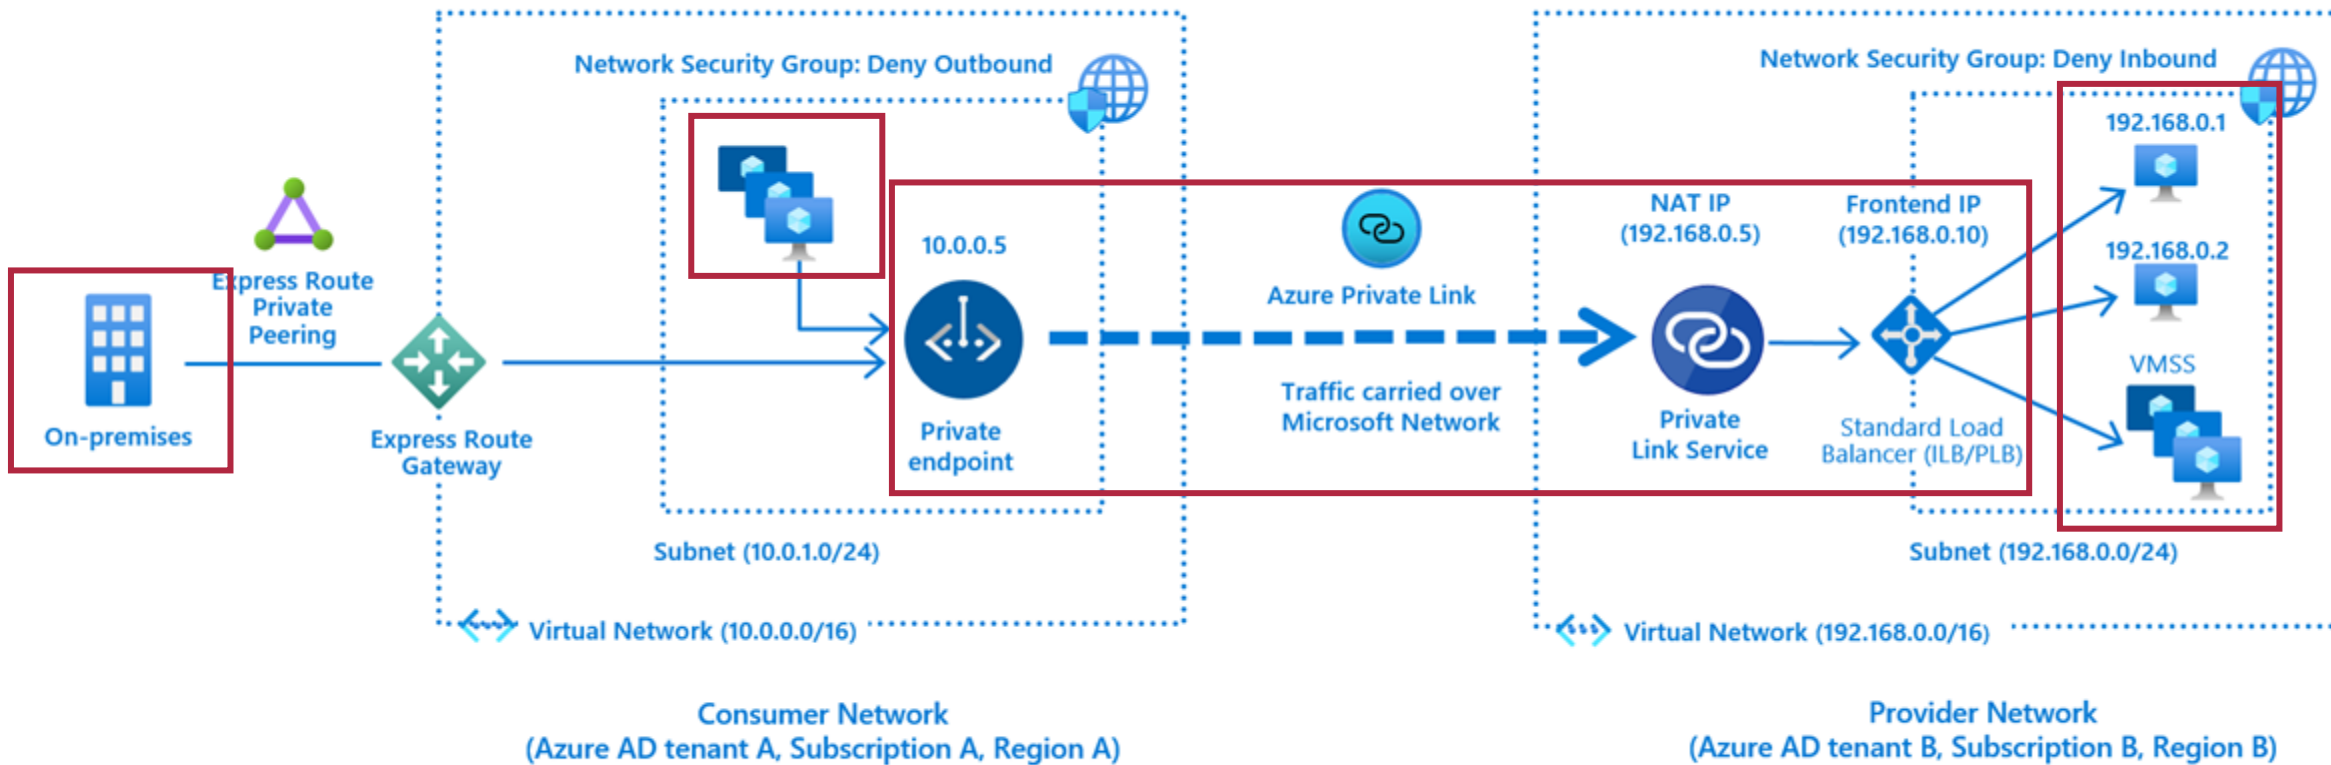 Network Security Group: Deny Outbound
10.0.0.5
Express Route
Private
Peering
On-premises
Express Route
Gateway
Private
endpoint
Subnet (10.0.1.0/24)
Virtual Network (10.0.0.0/16)
Consumer Network
(Azure AD tenant A, Subscription A, Region A)
Azure Private Link
Traffic carried over
Microsoft Network
Network Security Group: Deny Inbound
NAT IP
(192.168.0.5)
Frontend IP
(192.168.0.10)
192.168.0.1
192.168.0.2
VMSS
Private
Link Service
Standard Load
Balancer (ILB/PLB)
Subnet (192.168.0.0/24)
Virtual Network (192.168.0.0/16)
Provider Network
(Azure AD tenant B, Subscription B, Region B)